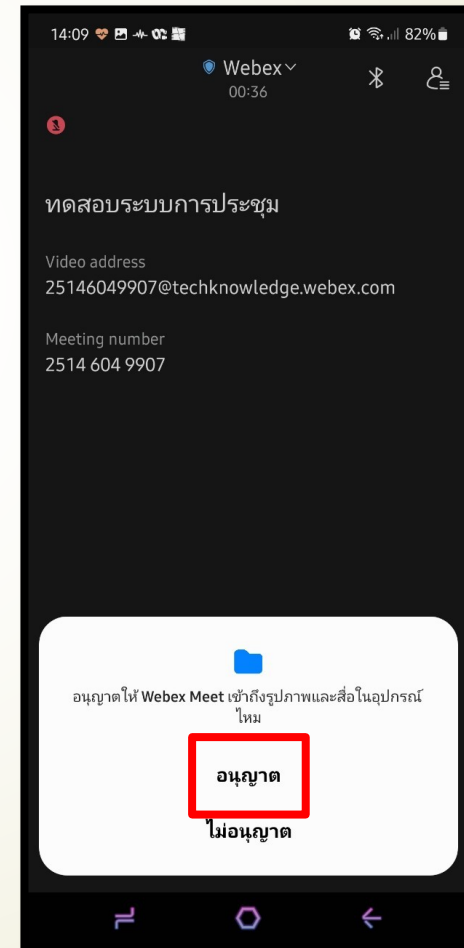 14:09
82%
Webex
00:36
ทดสอบระบบการประชุม
Video address
25146049907@techknowledge.webex.com
Meeting number
2514 604 9907
อนุญาตให้ Webex Meet เข้าถึงรูปภาพและสื่อในอุปกรณ์
ไหม
อนุญาต
ไม่อนุญาต